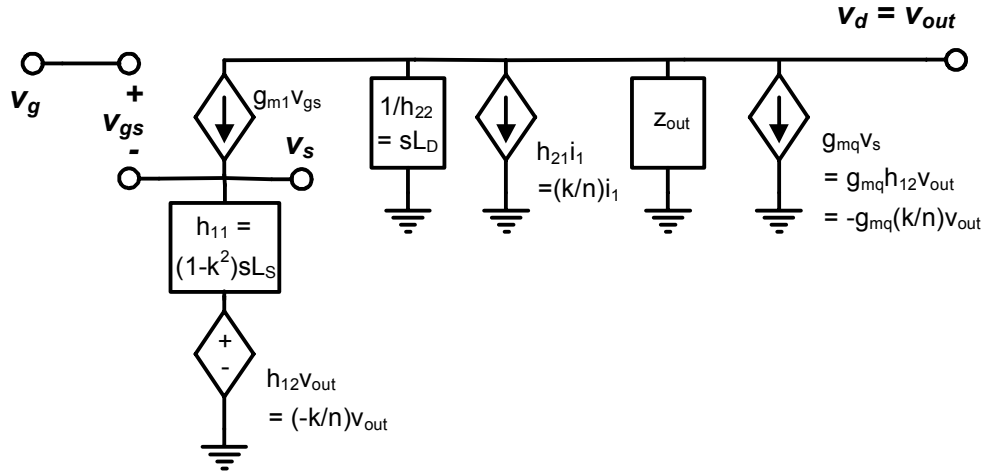 v_d = v_out
v_g
+
v_gs
-
g_m1v_gs
v_s
1/h_22
= sL_D
h_21i_1
=(k/n)i_1
z_out
g_mqv_s
= g_mqh_12v_out
= -g_mq(k/n)v_out
h_11 =
(1-k^2)sL_S
+
-
h_12v_out
= (-k/n)v_out